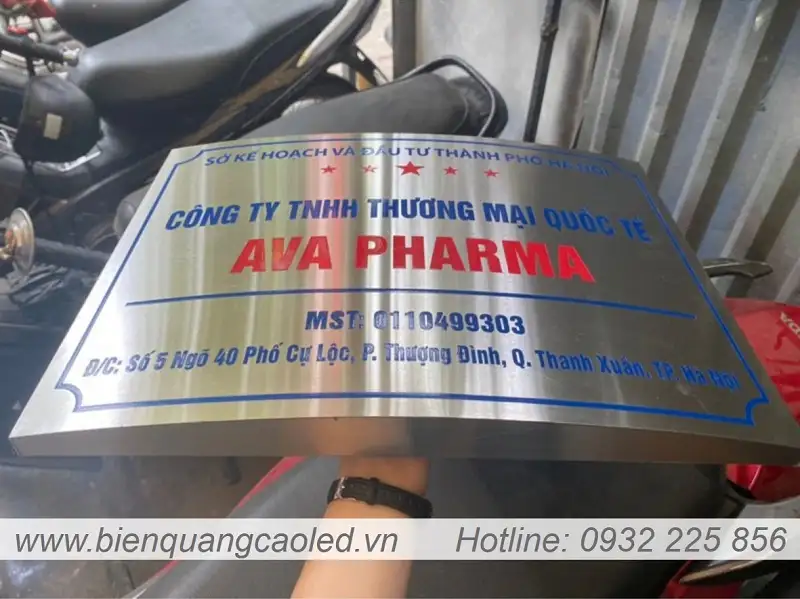 SỞ KẾ HOẠCH VÀ ĐẦU TƯ THÀNH PHỐ HÀ NỘI
CÔNG TY TNHH THƯƠNG MẠI QUỐC TẾ
AVA PHARMA
MST: 0110499303
Đ/C: Số 5 Ngõ 40 Phố Cự Lộc, P. Thượng Đình, Q. Thanh Xuân, TP. Hà Nội
www.bienquangcaoled.vn Hotline: 0932 225 856